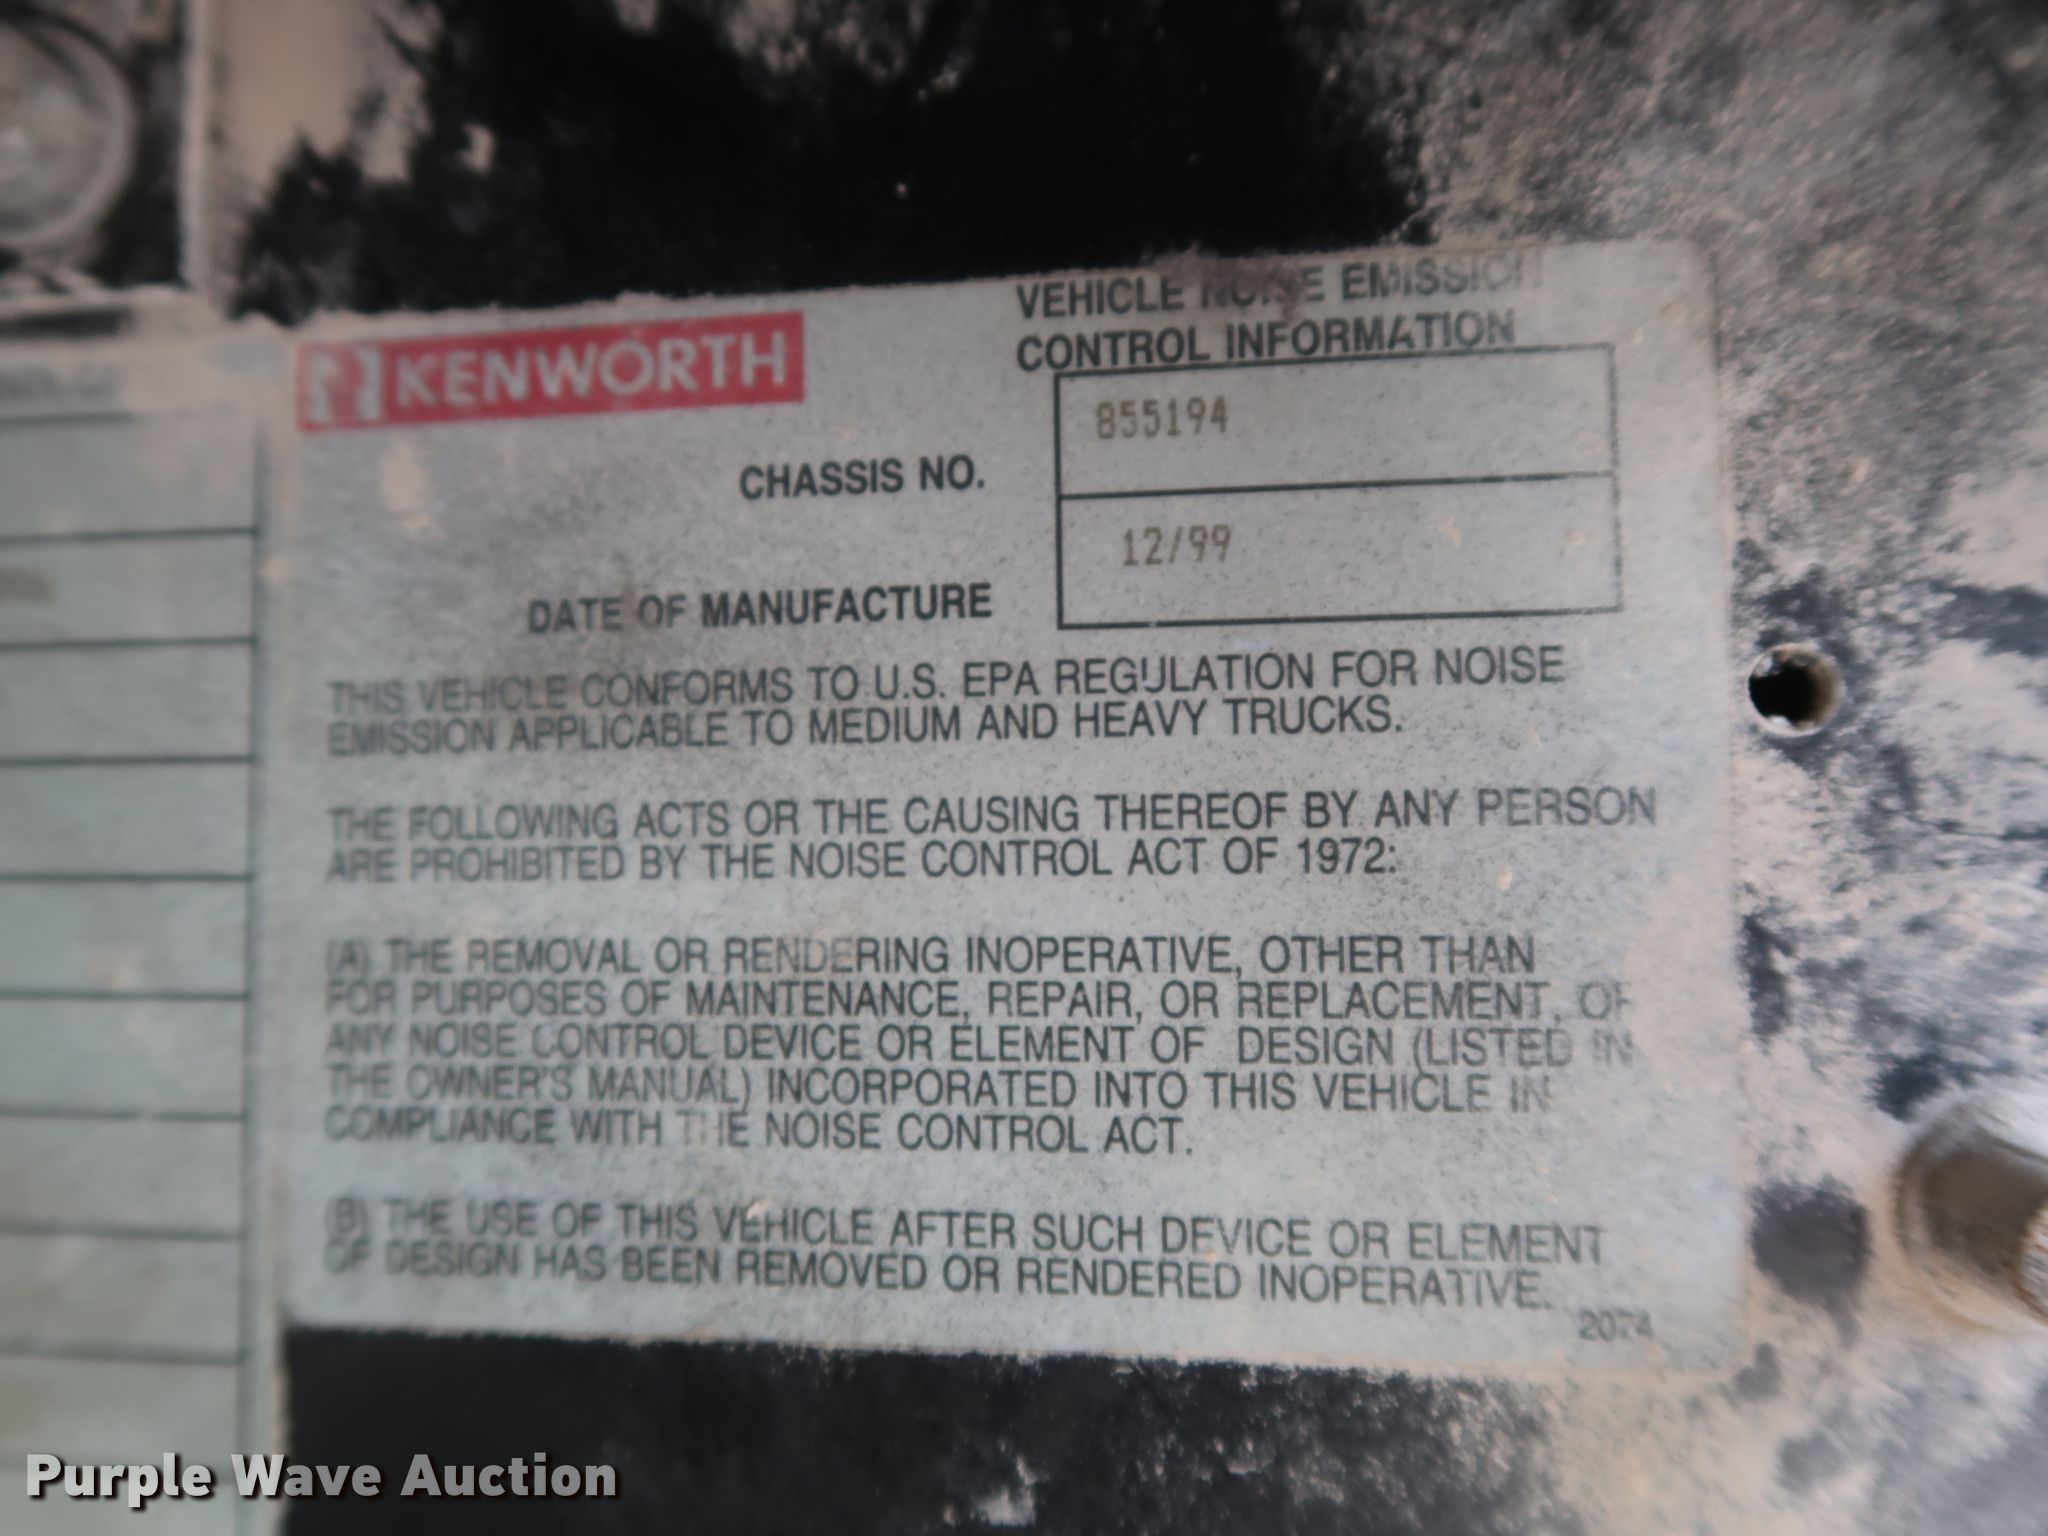 KENWORTH
VEHICLE NOISE EMISSION
CONTROL INFORMATION
CHASSIS NO.
855194
DATE OF MANUFACTURE
12/99
THIS VEHICLE CONFORMS TO U.S. EPA REGULATION FOR NOISE
EMISSION APPLICABLE TO MEDIUM AND HEAVY TRUCKS.
THE FOLLOWING ACTS OR THE CAUSING THEREOF BY ANY PERSON
ARE PROHIBITED BY THE NOISE CONTROL ACT OF 1972:
(A) THE REMOVAL OR RENDERING INOPERATIVE, OTHER THAN
FOR PURPOSES OF MAINTENANCE, REPAIR, OR REPLACEMENT, OF
ANY NOISE CONTROL DEVICE OR ELEMENT OF DESIGN (LISTED IN
THE OWNER'S MANUAL) INCORPORATED INTO THIS VEHICLE IN
COMPLIANCE WITH THE NOISE CONTROL ACT.
(B) THE USE OF THIS VEHICLE AFTER SUCH DEVICE OR ELEMENT
OF DESIGN HAS BEEN REMOVED OR RENDERED INOPERATIVE.
2074
Purple Wave Auction